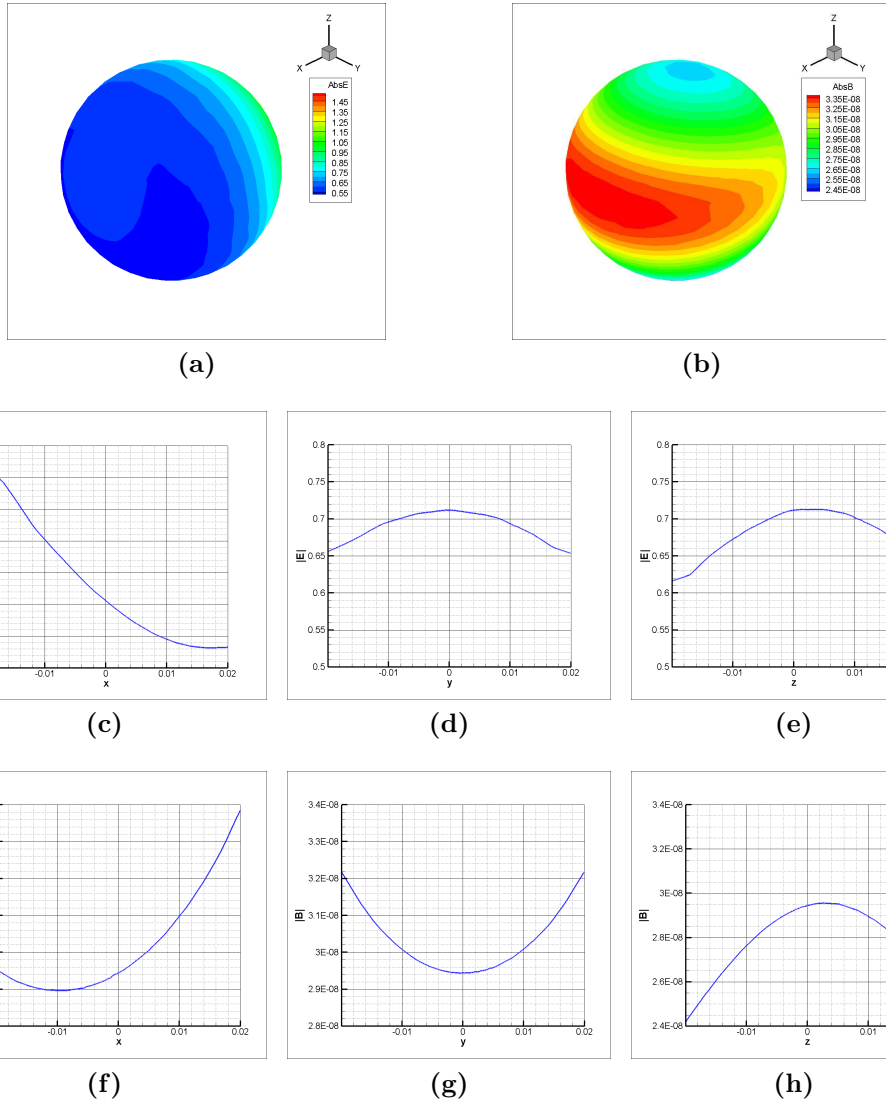 Z
X
Y
AbsE
1.45
1.35
1.25
1.15
1.05
0.95
0.85
0.75
0.65
0.55
(a)
Z
X
Y
AbsB
3.35E-08
3.25E-08
3.15E-08
3.05E-08
2.95E-08
2.85E-08
2.75E-08
2.65E-08
2.55E-08
2.45E-08
(b)
-0.01 0 0.01 0.02
x
(c)
0.8
0.75
0.7
0.65
0.6
0.55
0.5
|E|
-0.01 0 0.01 0.02
y
(d)
0.8
0.75
0.7
0.65
0.6
0.55
0.5
|E|
-0.01 0 0.01
z
(e)
-0.01 0 0.01 0.02
x
(f)
3.4E-08
3.3E-08
3.2E-08
3.1E-08
3E-08
2.9E-08
2.8E-08
|B|
-0.01 0 0.01 0.02
y
(g)
3.4E-08
3.2E-08
3E-08
2.8E-08
2.6E-08
2.4E-08
|B|
-0.01 0 0.01
z
(h)